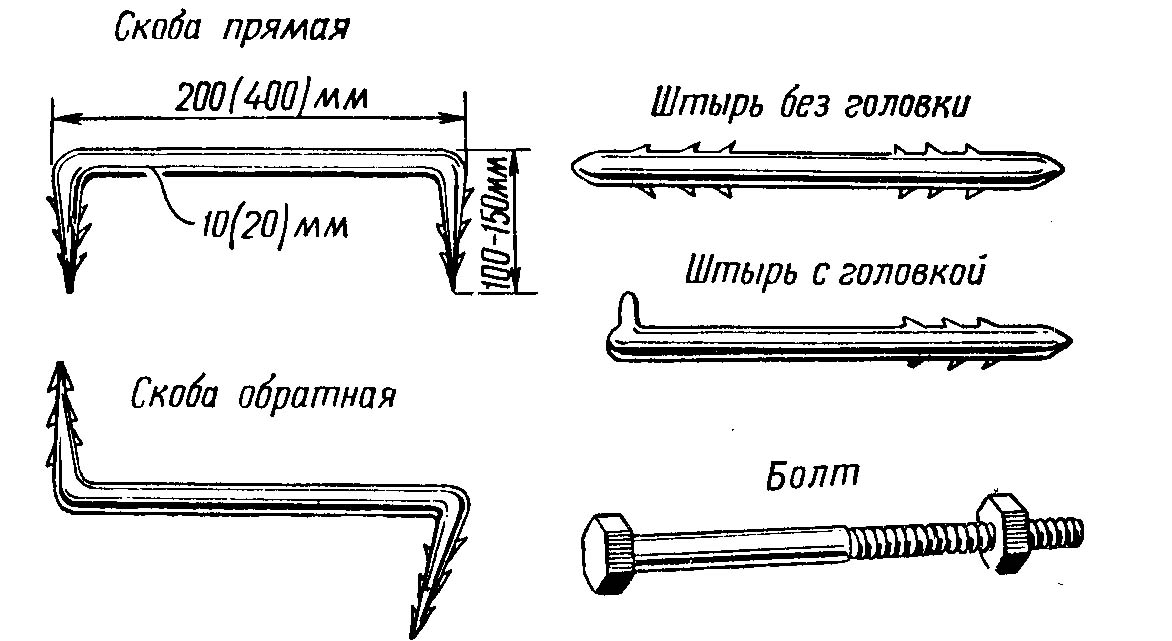 Скоба прямая
200(400)мм
10(20)мм
100-150мм
Штырь без головки
Штырь с головкой
Скоба обратная
Болт